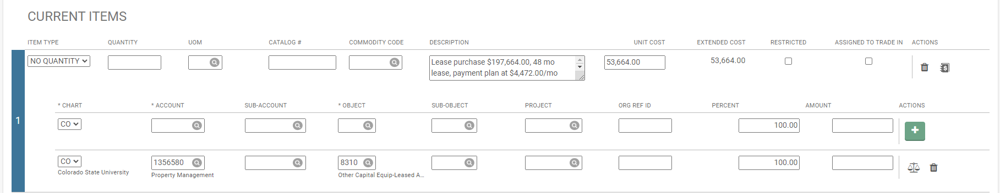 CURRENT ITEMS
ITEM TYPE QUANTITY UOM CATALOG # COMMODITY CODE DESCRIPTION UNIT COST EXTENDED COST RESTRICTED ASSIGNED TO TRADE IN ACTIONS
NO QUANTITY Lease purchase $197,664.00, 48 mo 53,664.00 53,664.00
lease, payment plan at $4,472.00/mo
* CHART * ACCOUNT SUB-ACCOUNT * OBJECT SUB-OBJECT PROJECT ORG REF ID PERCENT AMOUNT ACTIONS
1
CO 100.00
CO 1356580 8310 100.00
Colorado State University Property Management Other Capital Equip-Leased A...